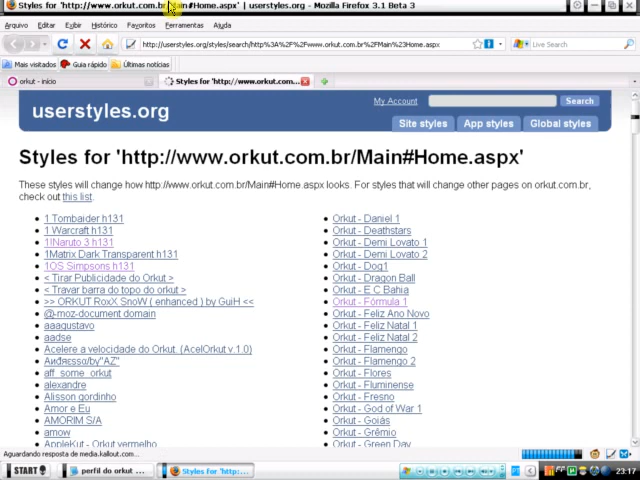 Styles for 'http://www.orkut.com.br/Main#Home.aspx' | userstyles.org - Mozilla Firefox 3.1 Beta 3
Arquivo Editar Exibir Histórico Favoritos Ferramentas Ajuda
http://userstyles.org/styles/search/http%3A%2F%2Fwww.orkut.com.br%2FMain%23Home.aspx
Live Search
Mais visitados Guia rápido Últimas notícias
orkut - início
Styles for 'http://www.orkut.com...
userstyles.org
My Account
Search
Site styles
App styles
Global styles
Styles for 'http://www.orkut.com.br/Main#Home.aspx'
These styles will change how http://www.orkut.com.br/Main#Home.aspx looks. For styles that will change other pages on orkut.com.br,
check out this list.
1 Tombaider h131
1 Warcraft h131
1!Naruto 3 h131
1Matrix Dark Transparent h131
1OS Simpsons h131
< Tirar Publicidade do Orkut >
< Travar barra do topo do orkut >
>> ORKUT RoxX SnoW ( enhanced ) by GuiH <<
@-moz-document domain
aaagustavo
aadse
Acelere a velocidade do Orkut. (AcelOrkut v.1.0)
aff some orkut
alexandre
Alisson gordinho
Amor e Eu
AMORIM S/A
amow
AppleKut - Orkut vermelho
Orkut - Daniel 1
Orkut - Deathstars
Orkut - Demi Lovato 1
Orkut - Demi Lovato 2
Orkut - Dog1
Orkut - Dragon Ball
Orkut - E C Bahia
Orkut - Fórmula 1
Orkut - Feliz Ano Novo
Orkut - Feliz Natal 1
Orkut - Feliz Natal 2
Orkut - Flamengo
Orkut - Flamengo 2
Orkut - Flores
Orkut - Fluminense
Orkut - Fresno
Orkut - God of War 1
Orkut - Goiás
Orkut - Grêmio
Orkut - Green Day
Aguardando resposta de media.kallout.com...
START
perfil do orkut ...
Styles for 'http:...
PT
23:17